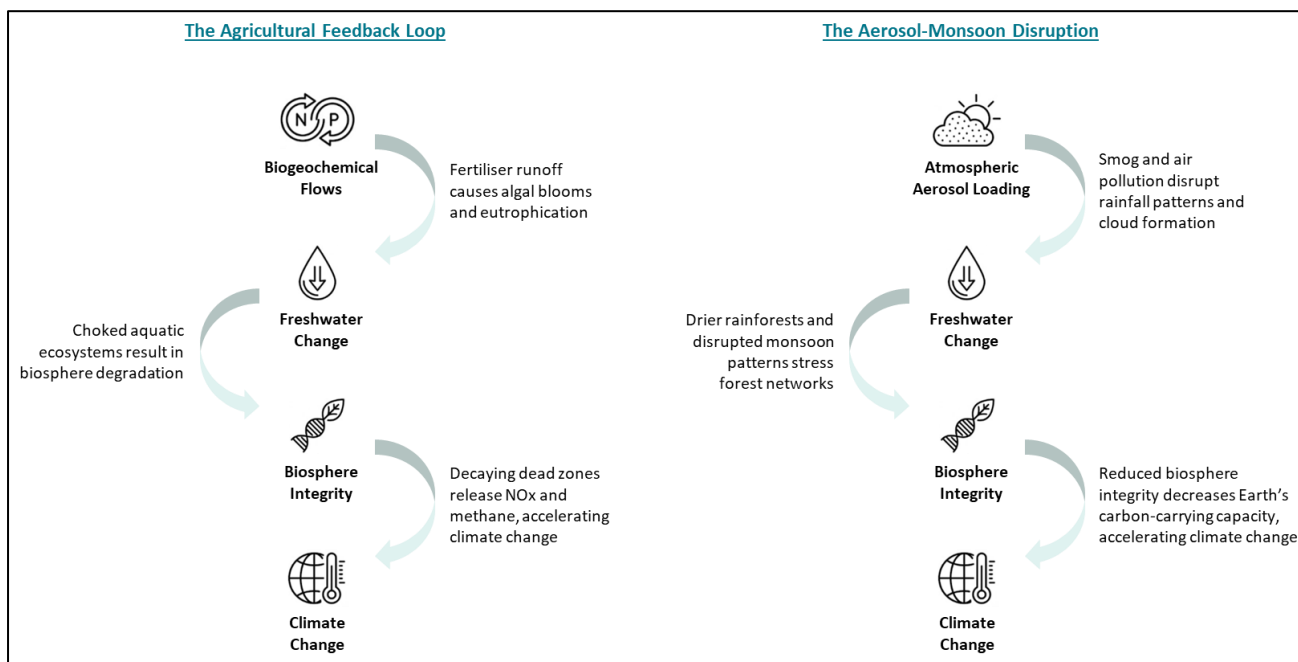 The Agricultural Feedback Loop
N P
Biogeochemical
Flows
Fertiliser runoff
causes algal blooms
and eutrophication
Freshwater
Change
Choked aquatic
ecosystems result in
biosphere degradation
Biosphere
Integrity
Decaying dead zones
release NOx and
methane, accelerating
climate change
Climate
Change
The Aerosol-Monsoon Disruption
Atmospheric
Aerosol Loading
Smog and air
pollution disrupt
rainfall patterns and
cloud formation
Freshwater
Change
Drier rainforests and
disrupted monsoon
patterns stress
forest networks
Biosphere
Integrity
Reduced biosphere
integrity decreases Earth’s
carbon-carrying capacity,
accelerating climate change
Climate
Change